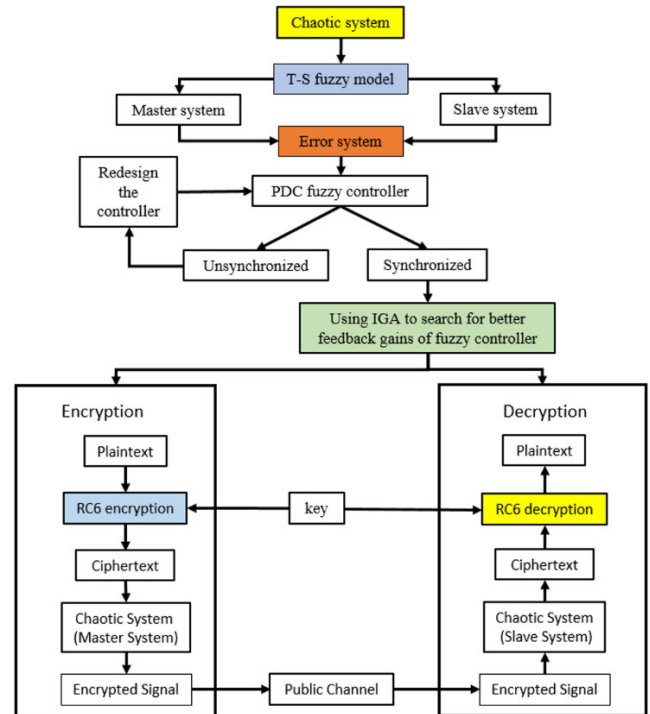 Chaotic system
T-S fuzzy model
Master system
Slave system
Error system
Redesign
the
controller
PDC fuzzy controller
Unsynchronized
Synchronized
Using IGA to search for better
feedback gains of fuzzy controller
Encryption
Plaintext
RC6 encryption
Ciphertext
Chaotic System
(Master System)
Encrypted Signal
key
Public Channel
Decryption
Plaintext
RC6 decryption
Ciphertext
Chaotic System
(Slave System)
Encrypted Signal